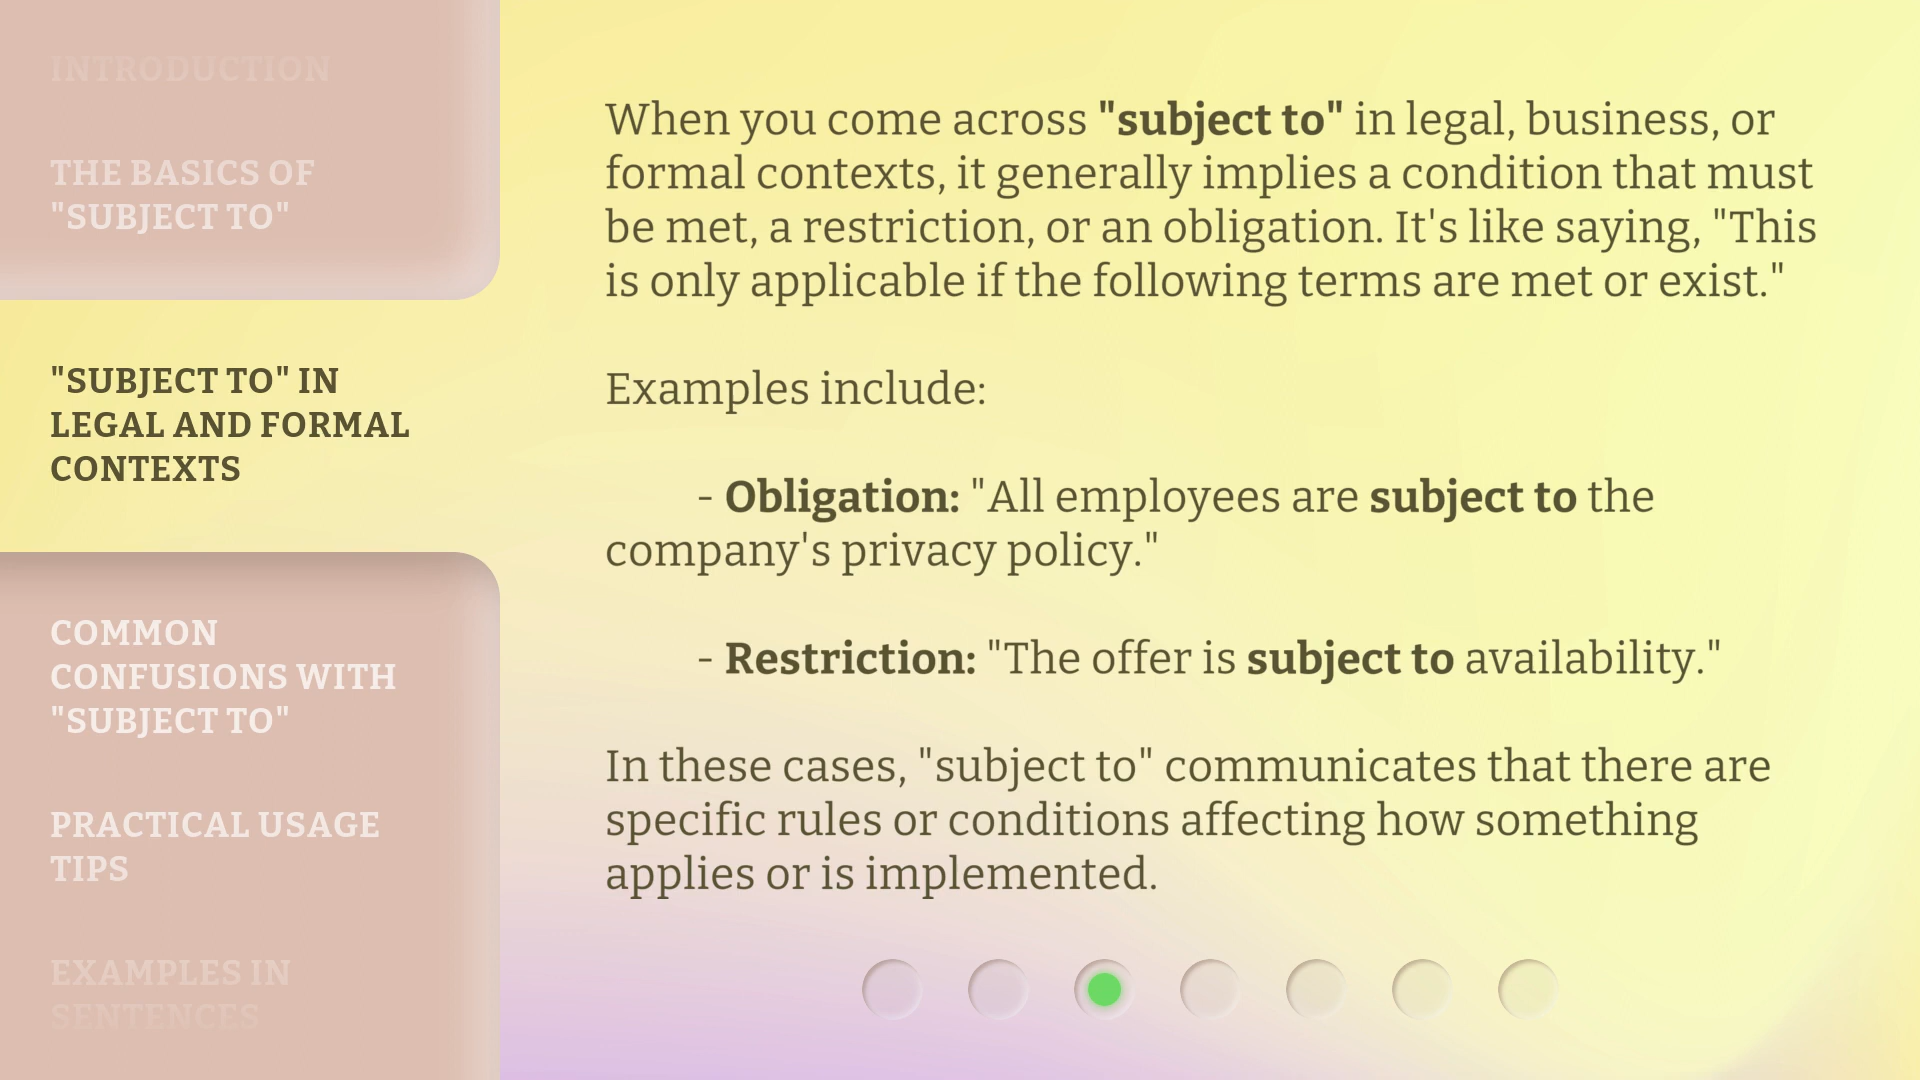 INTRODUCTION
THE BASICS OF
"SUBJECT TO"
"SUBJECT TO" IN
LEGAL AND FORMAL
CONTEXTS
COMMON
CONFUSIONS WITH
"SUBJECT TO"
PRACTICAL USAGE
TIPS
EXAMPLES IN
SENTENCES
When you come across "subject to" in legal, business, or
formal contexts, it generally implies a condition that must
be met, a restriction, or an obligation. It's like saying, "This
is only applicable if the following terms are met or exist."
Examples include:
- Obligation: "All employees are subject to the
company's privacy policy."
- Restriction: "The offer is subject to availability."
In these cases, "subject to" communicates that there are
specific rules or conditions affecting how something
applies or is implemented.